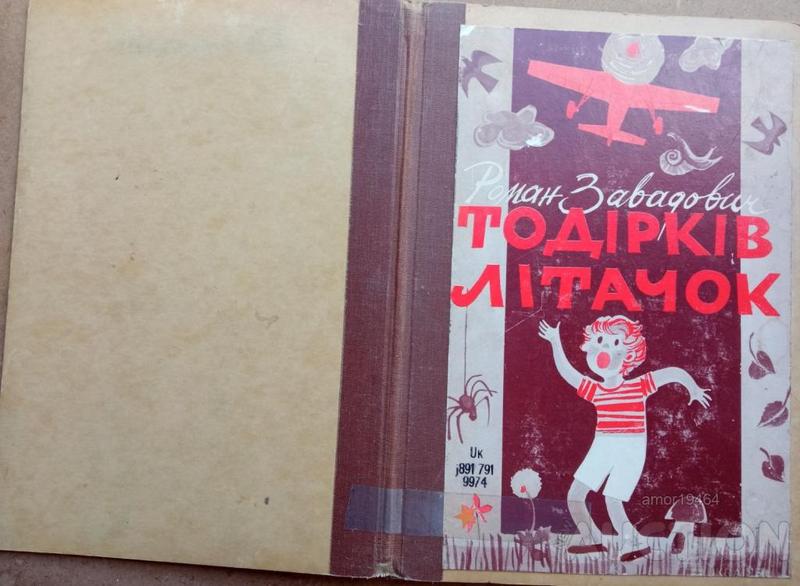 Роман Завадович
ТОДІРКІВ
ЛІТАЧОК
Uk
j891 791
9974
amor19464